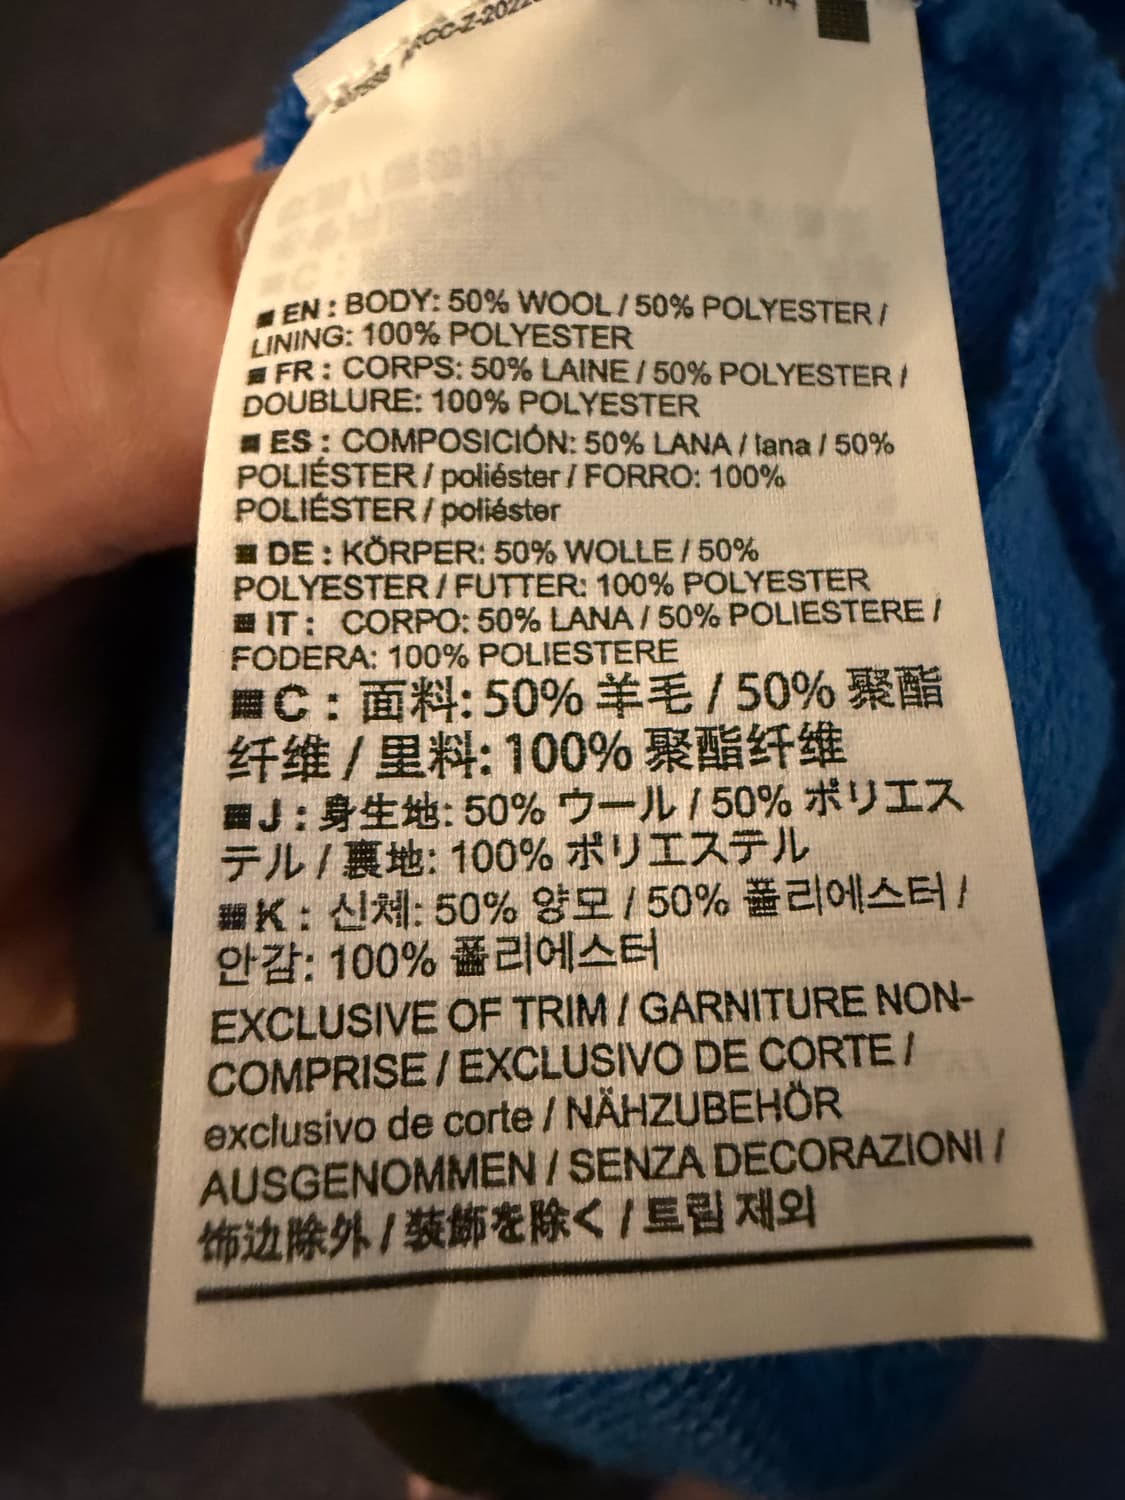 ARCC-Z-2022
■ EN : BODY: 50% WOOL / 50% POLYESTER /
LINING: 100% POLYESTER
■ FR : CORPS: 50% LAINE / 50% POLYESTER /
DOUBLURE: 100% POLYESTER
■ ES : COMPOSICIÓN: 50% LANA / lana / 50%
POLIÉSTER / poliéster / FORRO: 100%
POLIÉSTER / poliéster
■ DE : KÖRPER: 50% WOLLE / 50%
POLYESTER / FUTTER: 100% POLYESTER
■ IT : CORPO: 50% LANA / 50% POLIESTERE /
FODERA: 100% POLIESTERE
■ C : 面料: 50% 羊毛 / 50% 聚酯
纤维 / 里料: 100% 聚酯纤维
■ J : 身生地: 50% ウール / 50% ポリエス
テル / 裏地: 100% ポリエステル
■ K : 신체: 50% 양모 / 50% 폴리에스터 /
안감: 100% 폴리에스터
EXCLUSIVE OF TRIM / GARNITURE NON-
COMPRISE / EXCLUSIVO DE CORTE /
exclusivo de corte / NÄHZUBEHÖR
AUSGENOMMEN / SENZA DECORAZIONI /
饰边除外 / 装飾を除く / 트림 제외